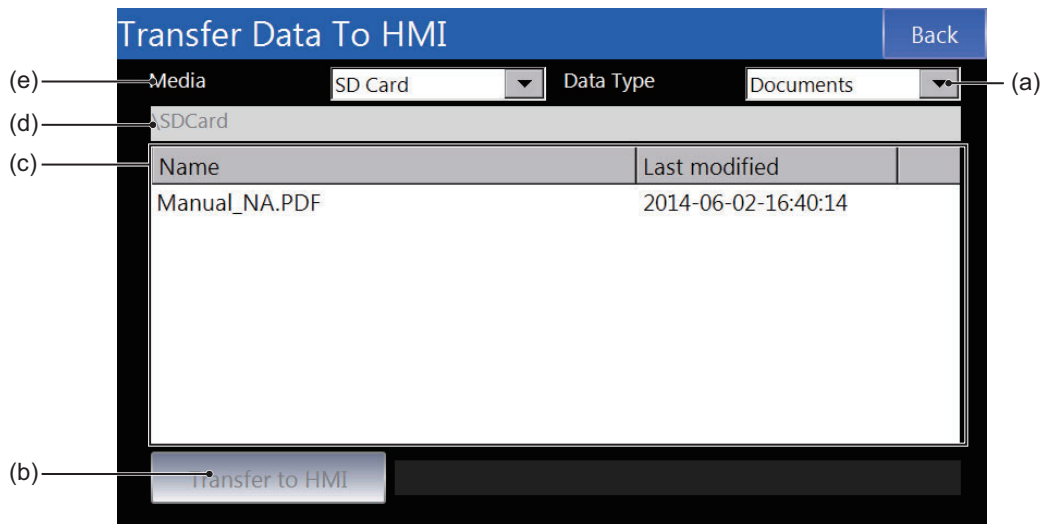 Transfer Data To HMI Back
(e) Media SD Card Data Type Documents (a)
(d) \SDCard
(c) Name Last modified
Manual_NA.PDF 2014-06-02-16:40:14
(b) Transfer to HMI